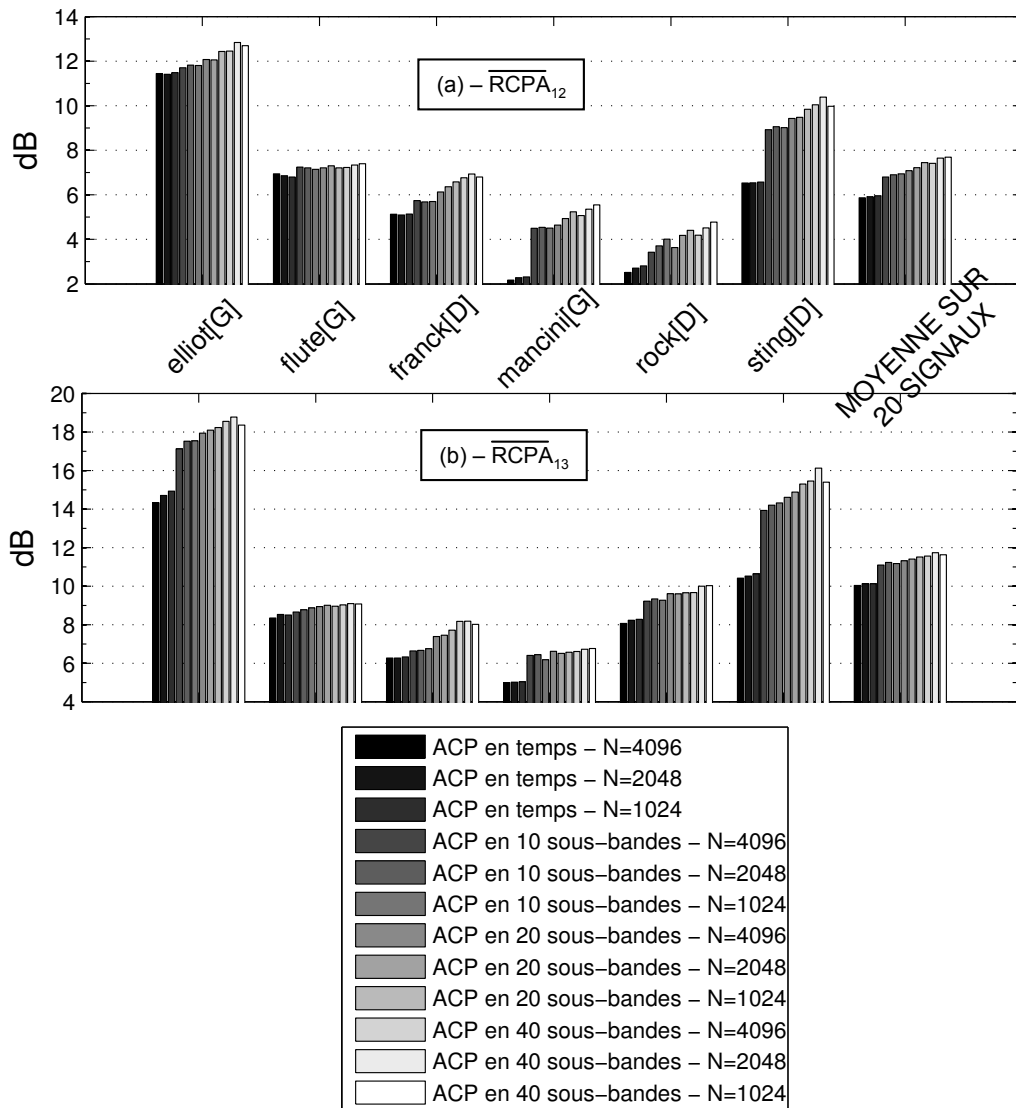 14
12
10
8
6
4
2
dB
(a) – RCPA12
elliot[G]
flute[G]
franck[D]
mancini[G]
rock[D]
sting[D]
MOYENNE SUR
20 SIGNAUX
20
18
16
14
12
10
8
6
4
dB
(b) – RCPA13
ACP en temps – N=4096
ACP en temps – N=2048
ACP en temps – N=1024
ACP en 10 sous−bandes – N=4096
ACP en 10 sous−bandes – N=2048
ACP en 10 sous−bandes – N=1024
ACP en 20 sous−bandes – N=4096
ACP en 20 sous−bandes – N=2048
ACP en 20 sous−bandes – N=1024
ACP en 40 sous−bandes – N=4096
ACP en 40 sous−bandes – N=2048
ACP en 40 sous−bandes – N=1024